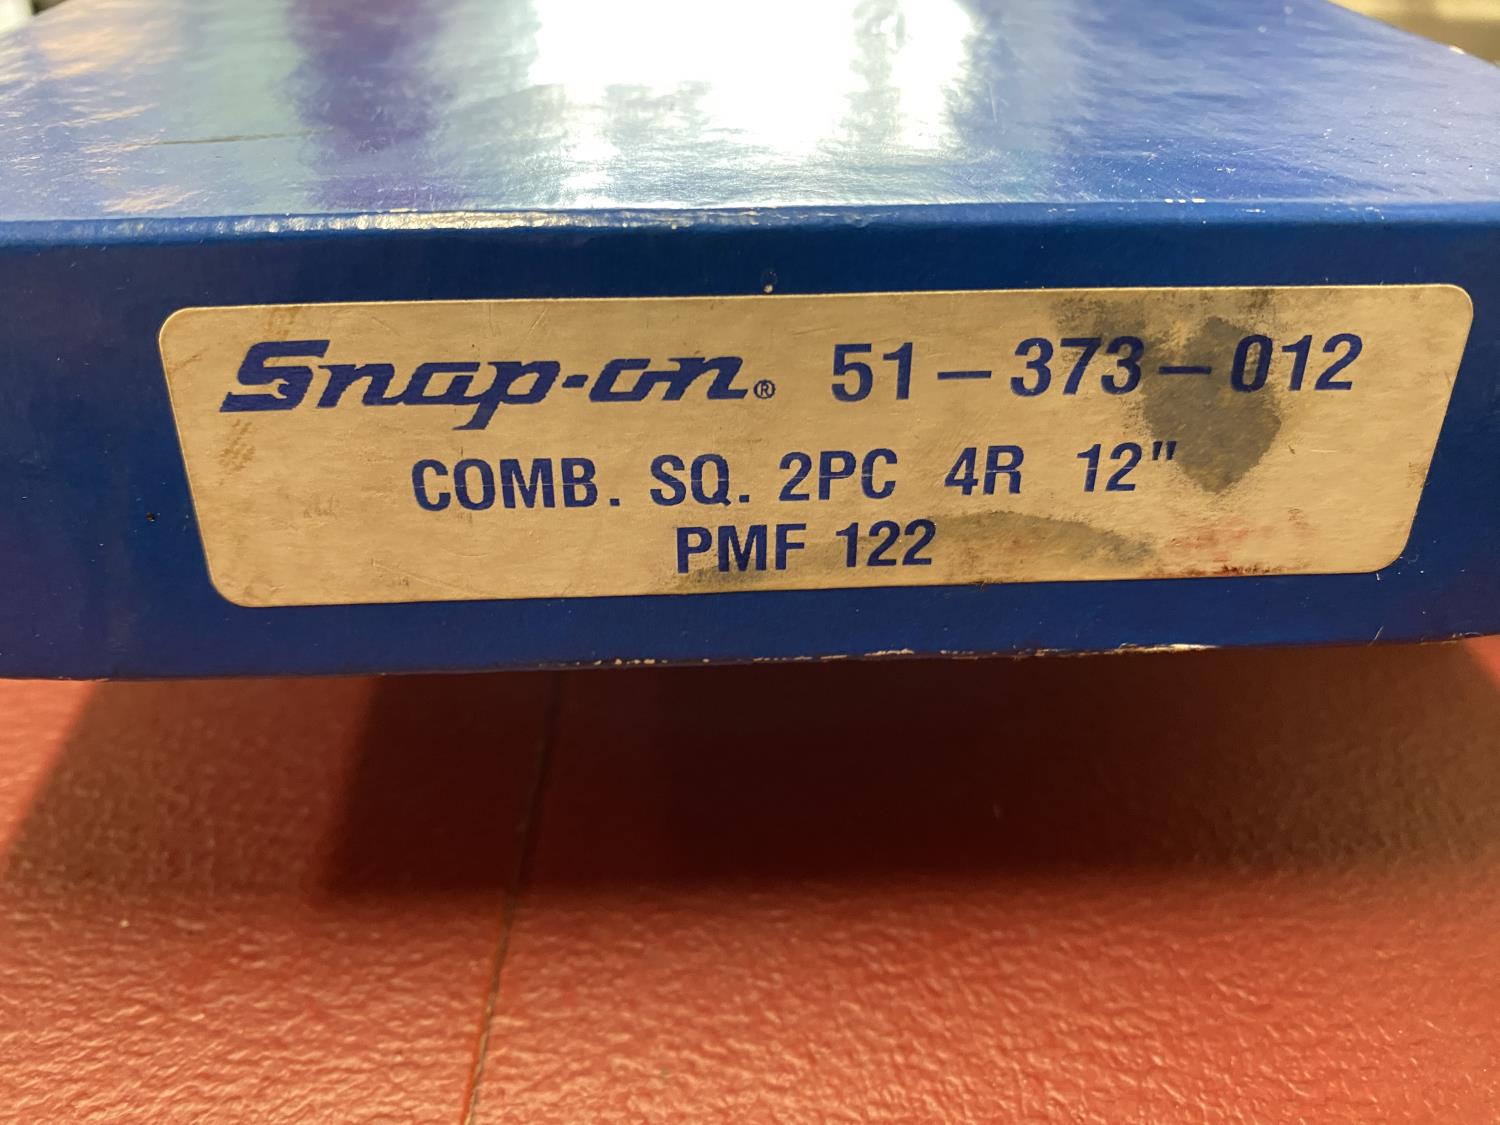 Snap-on® 51-373-012
COMB. SQ. 2PC 4R 12"
PMF 122